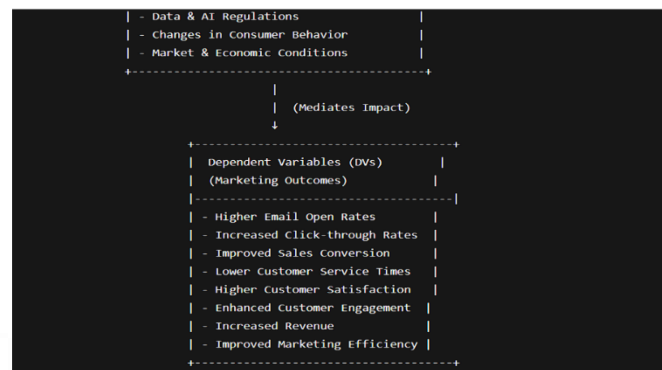 - Data & AI Regulations
- Changes in Consumer Behavior
- Market & Economic Conditions
(Mediates Impact)
Dependent Variables (DVs)
(Marketing Outcomes)
- Higher Email Open Rates
- Increased Click-through Rates
- Improved Sales Conversion
- Lower Customer Service Times
- Higher Customer Satisfaction
- Enhanced Customer Engagement
- Increased Revenue
- Improved Marketing Efficiency